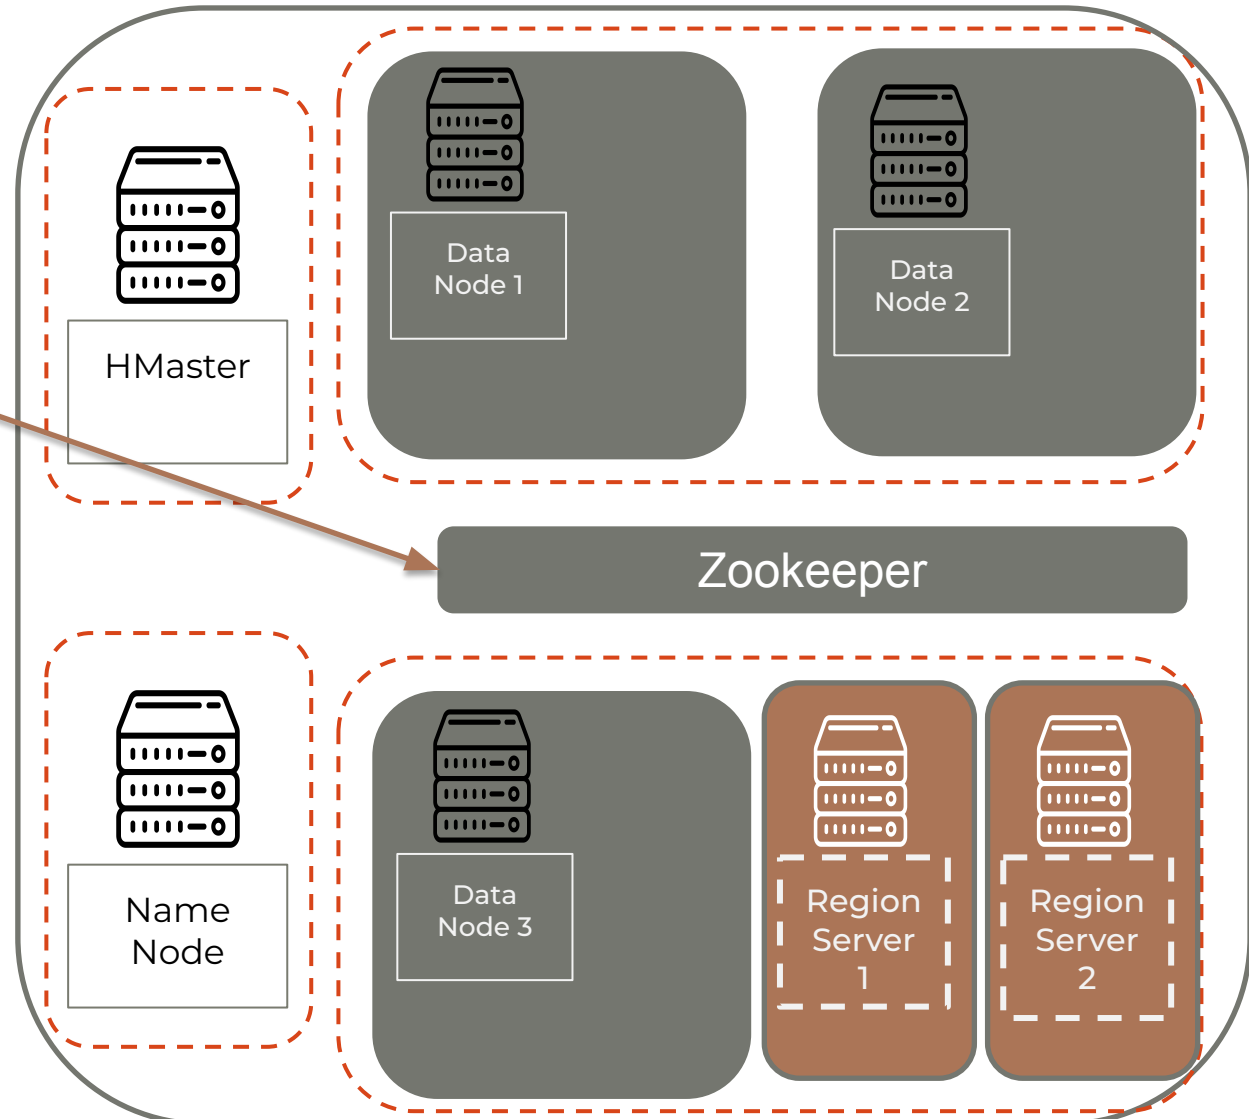 Data
Node 1
Data
Node 2
HMaster
Zookeeper
Name
Node
Data
Node 3
Region
Server
1
Region
Server
2